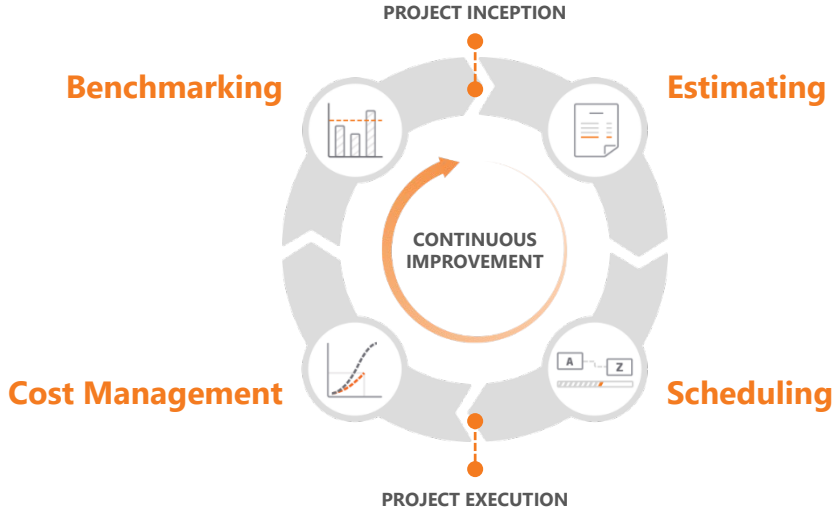 PROJECT INCEPTION
Benchmarking
Estimating
CONTINUOUS
IMPROVEMENT
A
Z
Cost Management
Scheduling
PROJECT EXECUTION